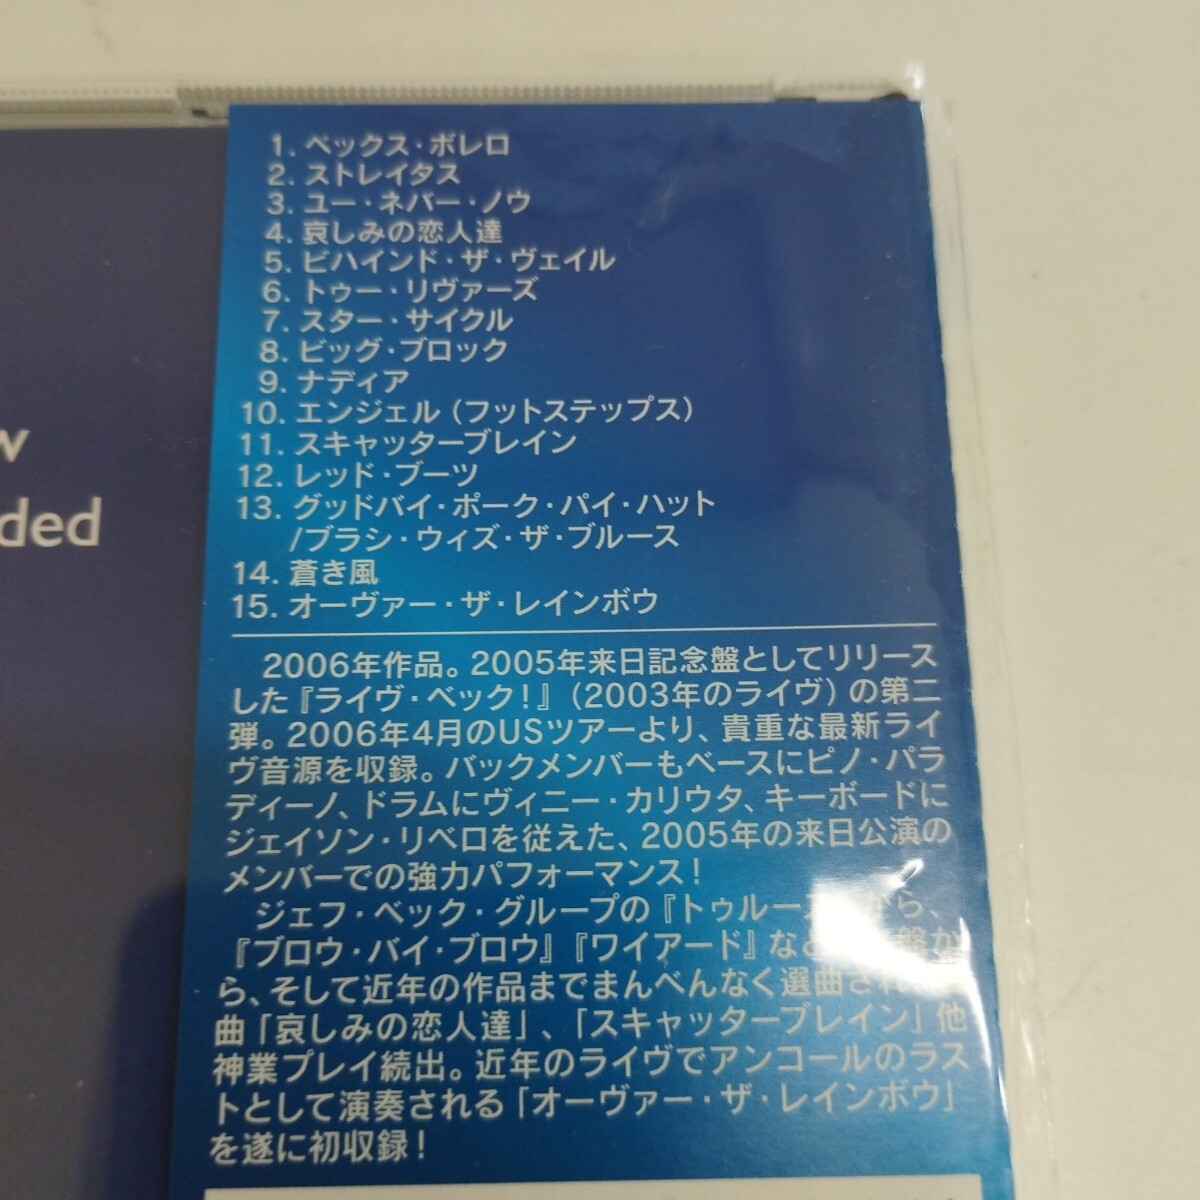 1. ベックス・ボレロ
2. ストレイタス
3. ユー・ネバー・ノウ
4. 哀しみの恋人達
5. ビハインド・ザ・ヴェイル
6. トゥー・リヴァーズ
7. スター・サイクル
8. ビッグ・ブロック
9. ナディア
10. エンジェル（フットステップス）
11. スキャッターブレイン
12. レッド・ブーツ
13. グッドバイ・ポーク・パイ・ハット
/ブラシ・ウィズ・ザ・ブルース
14. 蒼き風
15. オーヴァー・ザ・レインボウ
w
ded
2006年作品。2005年来日記念盤としてリリース
した『ライヴ・ベック！』（2003年のライヴ）の第二
弾。2006年4月のUSツアーより、貴重な最新ライ
ヴ音源を収録。バックメンバーもベースにピノ・パラ
ディーノ、ドラムにヴィニー・カリウタ、キーボードに
ジェイソン・リベロを従えた、2005年の来日公演の
メンバーでの強力パフォーマンス！
ジェフ・ベック・グループの『トゥルー から、
『ブロウ・バイ・ブロウ』『ワイアード』など 盤か
ら、そして近年の作品までまんべんなく選曲され
曲「哀しみの恋人達」、「スキャッターブレイン」他
神業プレイ続出。近年のライヴでアンコールのラス
トとして演奏される「オーヴァー・ザ・レインボウ」
を遂に初収録！